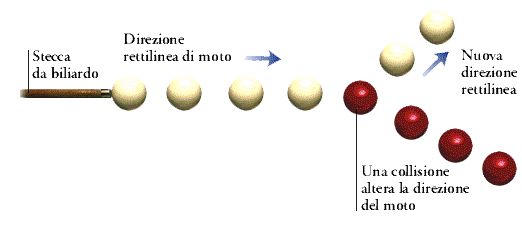 Stecca
da biliardo
Direzione
rettilinea di moto
Nuova
direzione
rettilinea
Una collisione
altera la direzione
del moto